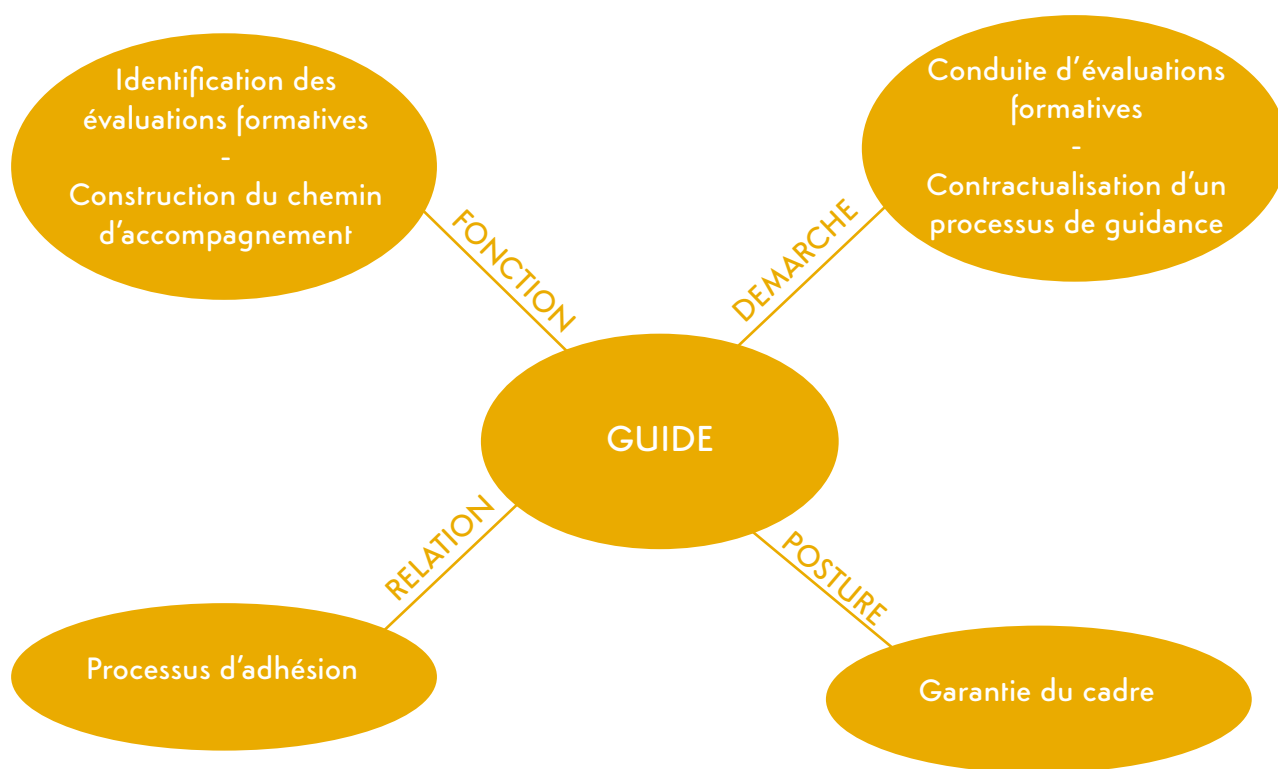 Identification des
évaluations formatives
-
Construction du chemin
d'accompagnement
Conduite d'évaluations
formatives
-
Contractualisation d'un
processus de guidance
FONCTION
DEMARCHE
GUIDE
RELATION
POSTURE
Processus d'adhésion
Garantie du cadre